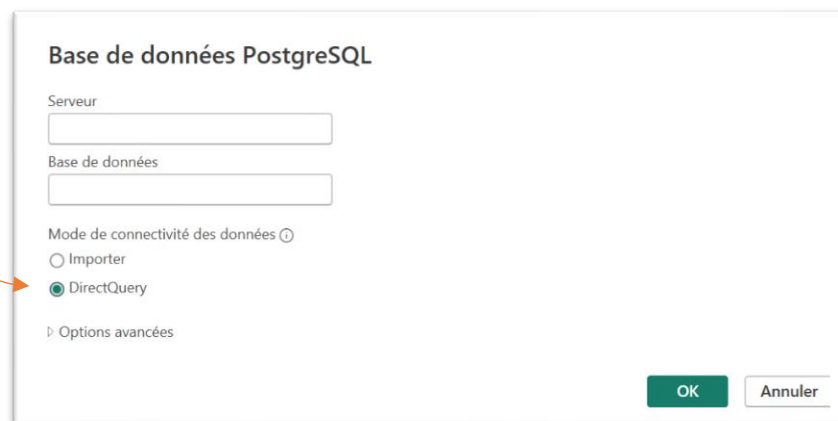 Base de données PostgreSQL
Serveur
Base de données
Mode de connectivité des données
Importer
DirectQuery
Options avancées
OK Annuler